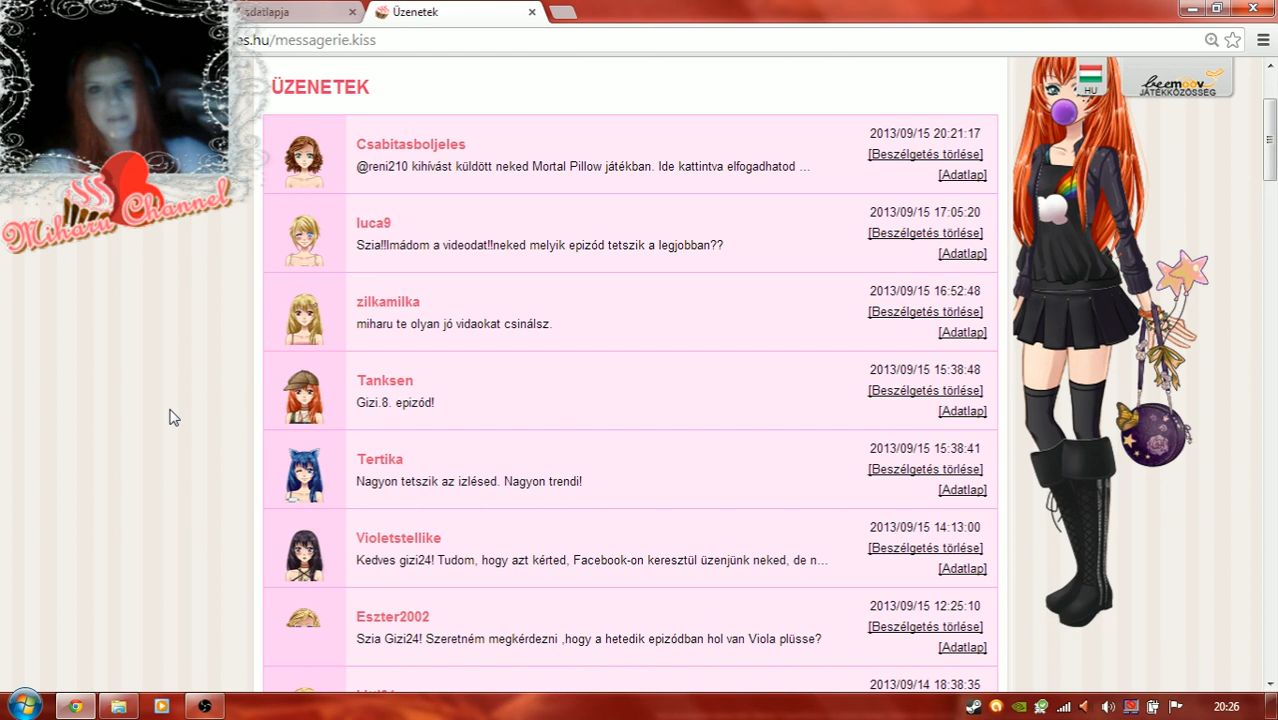 adatlapja
Üzenetek
es.hu/messagerie.kiss
Miharu Channel
HU
beemoov
JÁTÉKKÖZÖSSÉG
ÜZENETEK
Csabitasboljeles
2013/09/15 20:21:17
@reni210 kihívást küldött neked Mortal Pillow játékban. Ide kattintva elfogadhatod ...
[Beszélgetés törlése]
[Adatlap]
luca9
2013/09/15 17:05:20
Szia!!Imádom a videodat!!neked melyik epizód tetszik a legjobban??
[Beszélgetés törlése]
[Adatlap]
zilkamilka
2013/09/15 16:52:48
miharu te olyan jó vidaokat csinálsz.
[Beszélgetés törlése]
[Adatlap]
Tanksen
2013/09/15 15:38:48
Gizi.8. epizód!
[Beszélgetés törlése]
[Adatlap]
Tertika
2013/09/15 15:38:41
Nagyon tetszik az izlésed. Nagyon trendi!
[Beszélgetés törlése]
[Adatlap]
Violetstellike
2013/09/15 14:13:00
Kedves gizi24! Tudom, hogy azt kérted, Facebook-on keresztül üzenjünk neked, de n...
[Beszélgetés törlése]
[Adatlap]
Eszter2002
2013/09/15 12:25:10
Szia Gizi24! Szeretném megkérdezni ,hogy a hetedik epizódban hol van Viola plüsse?
[Beszélgetés törlése]
[Adatlap]
2013/09/14 18:38:35
20:26